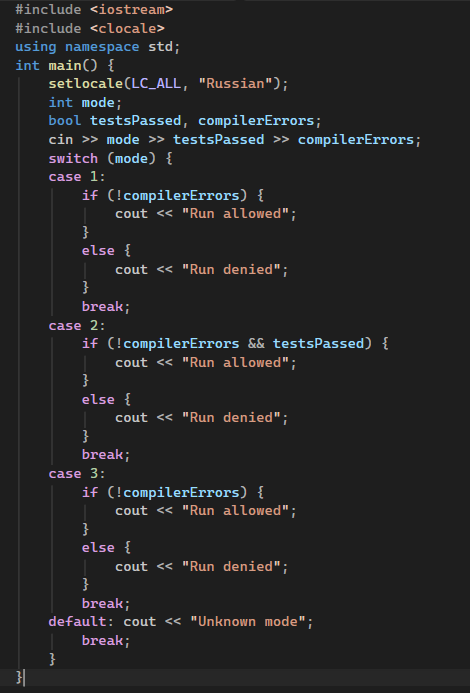 #include <iostream>
#include <clocale>
using namespace std;
int main() {
    setlocale(LC_ALL, "Russian");
    int mode;
    bool testsPassed, compilerErrors;
    cin >> mode >> testsPassed >> compilerErrors;
    switch (mode) {
    case 1:
        if (!compilerErrors) {
            cout << "Run allowed";
        }
        else {
            cout << "Run denied";
        }
        break;
    case 2:
        if (!compilerErrors && testsPassed) {
            cout << "Run allowed";
        }
        else {
            cout << "Run denied";
        }
        break;
    case 3:
        if (!compilerErrors) {
            cout << "Run allowed";
        }
        else {
            cout << "Run denied";
        }
        break;
    default: cout << "Unknown mode";
        break;
    }
}